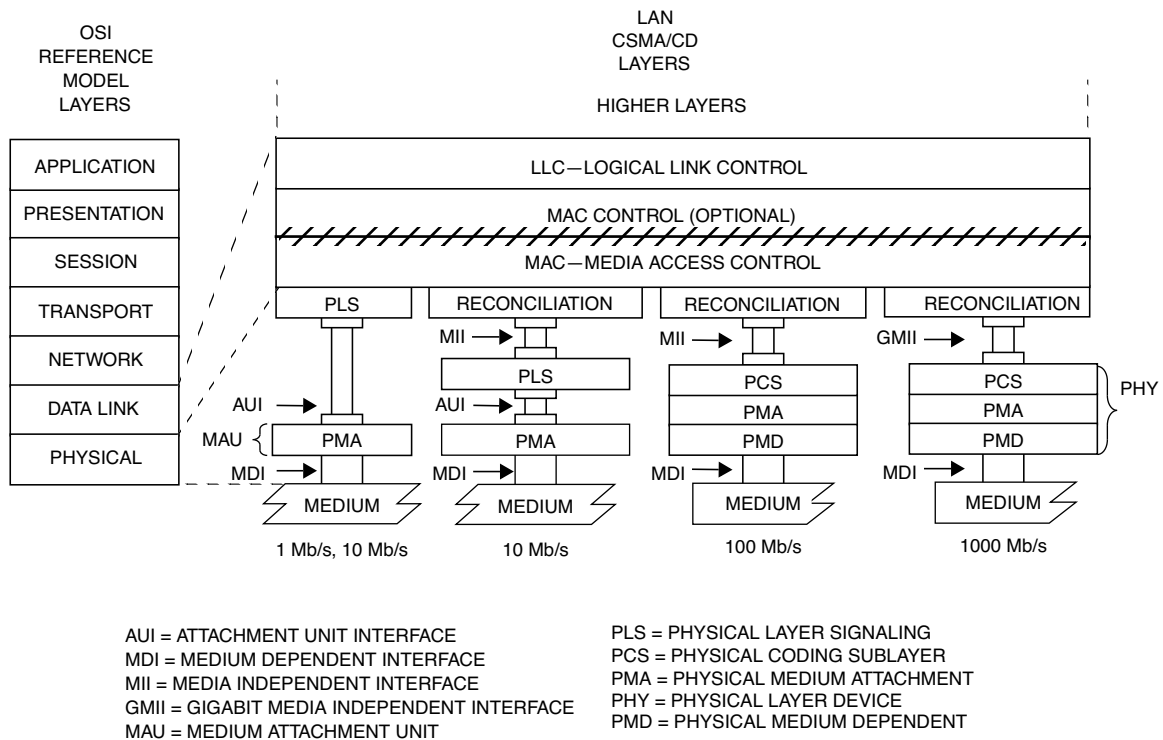 OSI
REFERENCE
MODEL
LAYERS
LAN
CSMA/CD
LAYERS
HIGHER LAYERS
APPLICATION
PRESENTATION
SESSION
TRANSPORT
NETWORK
DATA LINK
PHYSICAL
LLC—LOGICAL LINK CONTROL
MAC CONTROL (OPTIONAL)
MAC—MEDIA ACCESS CONTROL
PLS
AUI
MAU
PMA
MDI
MEDIUM
1 Mb/s, 10 Mb/s
RECONCILIATION
MII
PLS
AUI
PMA
MDI
MEDIUM
10 Mb/s
RECONCILIATION
MII
PCS
PMA
PMD
MDI
MEDIUM
100 Mb/s
RECONCILIATION
GMII
PCS
PMA
PMD
PHY
MDI
MEDIUM
1000 Mb/s
AUI = ATTACHMENT UNIT INTERFACE
MDI = MEDIUM DEPENDENT INTERFACE
MII = MEDIA INDEPENDENT INTERFACE
GMII = GIGABIT MEDIA INDEPENDENT INTERFACE
MAU = MEDIUM ATTACHMENT UNIT
PLS = PHYSICAL LAYER SIGNALING
PCS = PHYSICAL CODING SUBLAYER
PMA = PHYSICAL MEDIUM ATTACHMENT
PHY = PHYSICAL LAYER DEVICE
PMD = PHYSICAL MEDIUM DEPENDENT